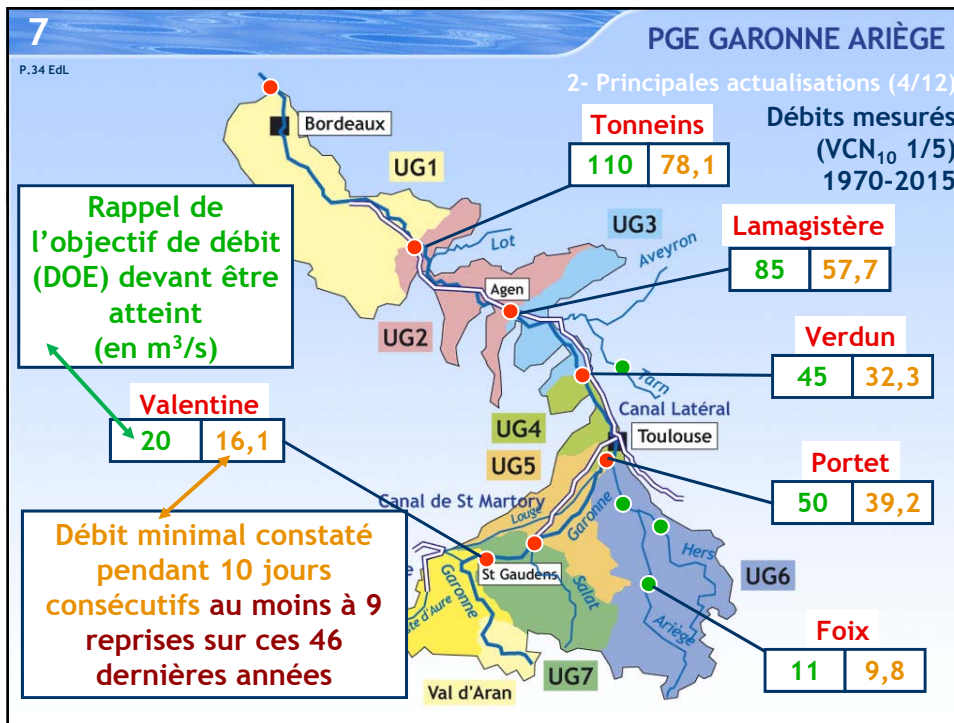 7
PGE GARONNE ARIÈGE
P.34 EdL
2- Principales actualisations (4/12)
Débits mesurés
(VCN10 1/5)
1970-2015
Bordeaux
Tonneins
110 78,1
UG1
Rappel de
l'objectif de débit
(DOE) devant être
atteint
(en m³/s)
Lot
UG3
Aveyron
Lamagistère
85 57,7
Agen
UG2
Verdun
45 32,3
Tarn
Canal Latéral
Valentine
20 16,1
UG4
Toulouse
UG5
Portet
50 39,2
Canal de St Martory
Louge
Garonne
Hers
Débit minimal constaté
pendant 10 jours
consécutifs au moins à 9
reprises sur ces 46
dernières années
St Gaudens
Salat
UG6
Garonne
Ariège
Foix
11 9,8
UG7
Val d'Aran